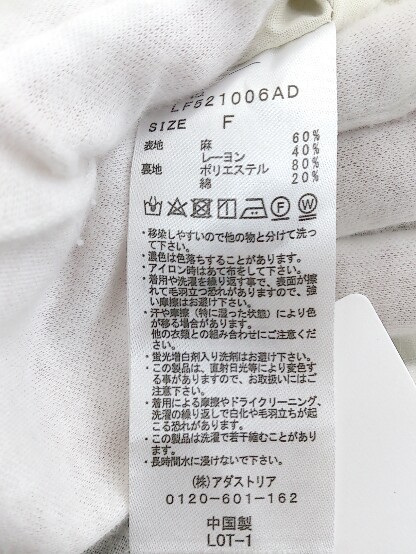 LF521006AD
SIZE F
表地 麻 60%
レーヨン 40%
裏地 ポリエステル 80%
綿 20%
F W
・移染しやすいので他の物と分けて洗っ
て下さい。
・濃色は色落ちすることがあります。
・アイロン時はあて布をして下さい。
・着用や洗濯を繰り返す事で、表面が擦
れて毛羽立つ恐れがありますので、強
い摩擦はお避け下さい。
・汗や摩擦（特に湿った状態）により色
が移る場合があります。
他の衣類との組み合わせにご注意くだ
さい。
・蛍光増白剤入り洗剤はお避け下さい。
・この製品は、直射日光等により変色す
る事がありますので、お取扱いにはご
注意下さい。
・着用による摩擦やドライクリーニング、
洗濯の繰り返しで白化や毛羽立ちが起
こる恐れがあります。
・この製品は洗濯で若干縮むことがあり
ます。
・長時間水に浸けないで下さい。
(株)アダストリア
0120-601-162
中国製
LOT-1